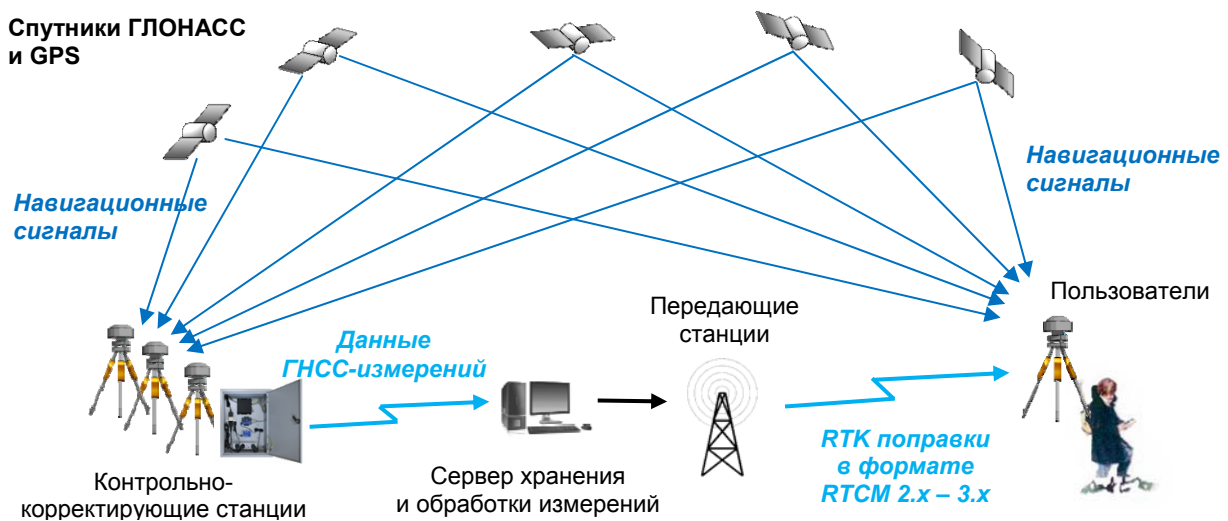 Спутники ГЛОНАСС
и GPS
Навигационные
сигналы
Навигационные
сигналы
Передающие
станции
Пользователи
Данные
ГНСС-измерений
RTK поправки
в формате
RTCM 2.x – 3.x
Контрольно-
корректирующие станции
Сервер хранения
и обработки измерений